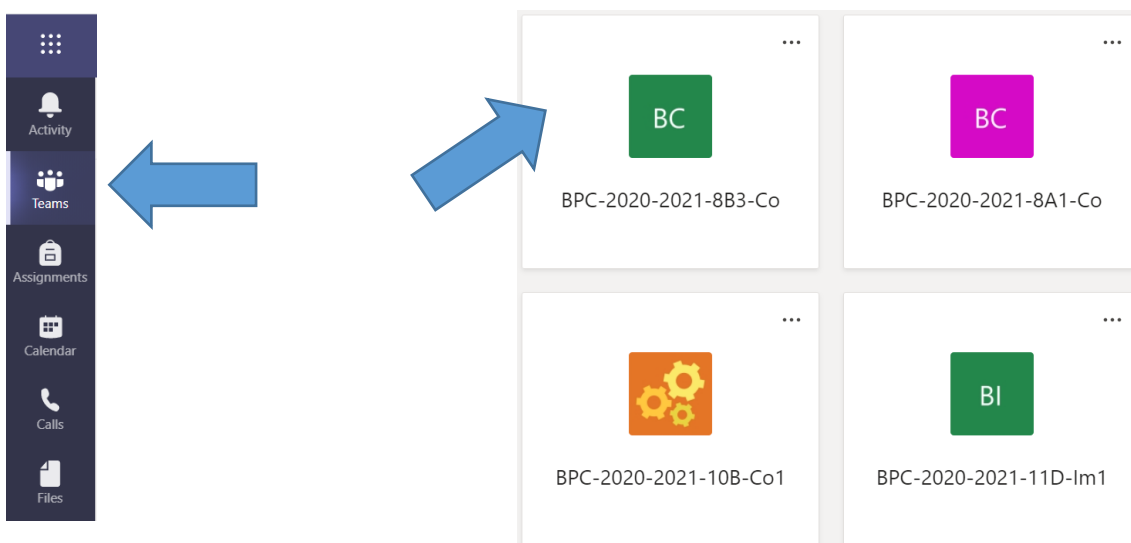 Activity
Teams
Assignments
Calendar
Calls
Files
BC
BPC-2020-2021-8B3-Co
BC
BPC-2020-2021-8A1-Co
BPC-2020-2021-10B-Co1
BI
BPC-2020-2021-11D-Im1